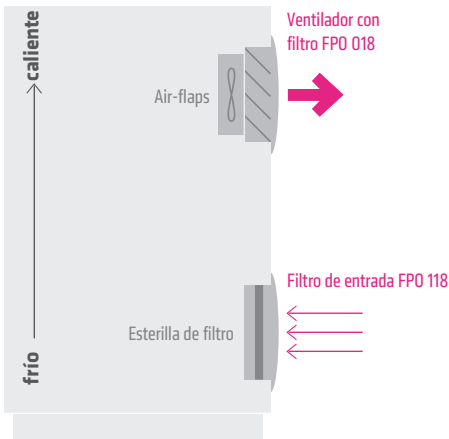 caliente
frío
Ventilador con
filtro FPO 018
Air-flaps
Filtro de entrada FPO 118
Esterilla de filtro